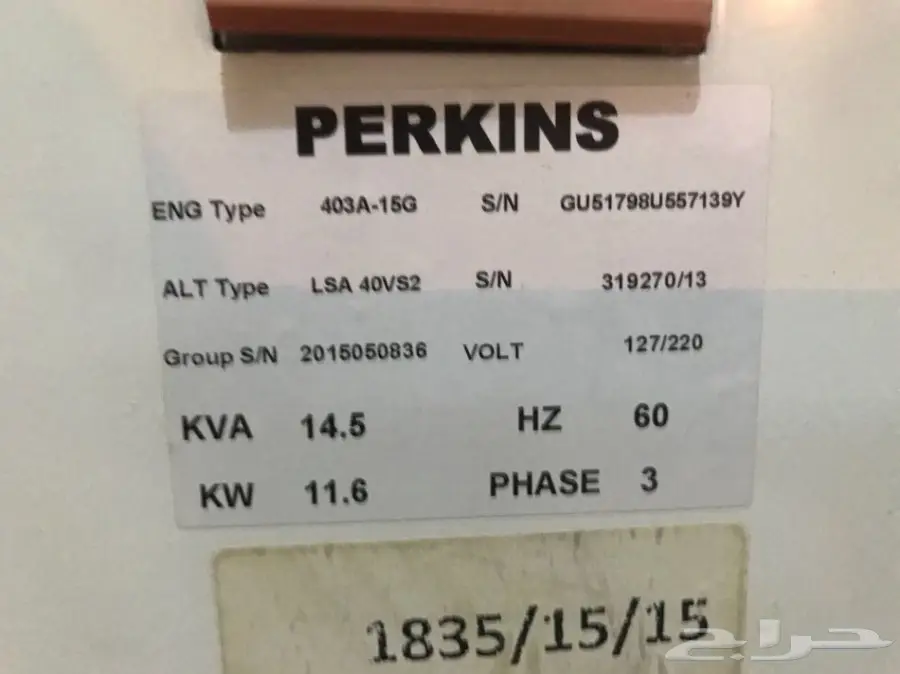 PERKINS
ENG Type 403A-15G S/N GU51798U557139Y
ALT Type LSA 40VS2 S/N 319270/13
Group S/N 2015050836 VOLT 127/220
KVA 14.5 HZ 60
KW 11.6 PHASE 3
1835/15/15
حراج